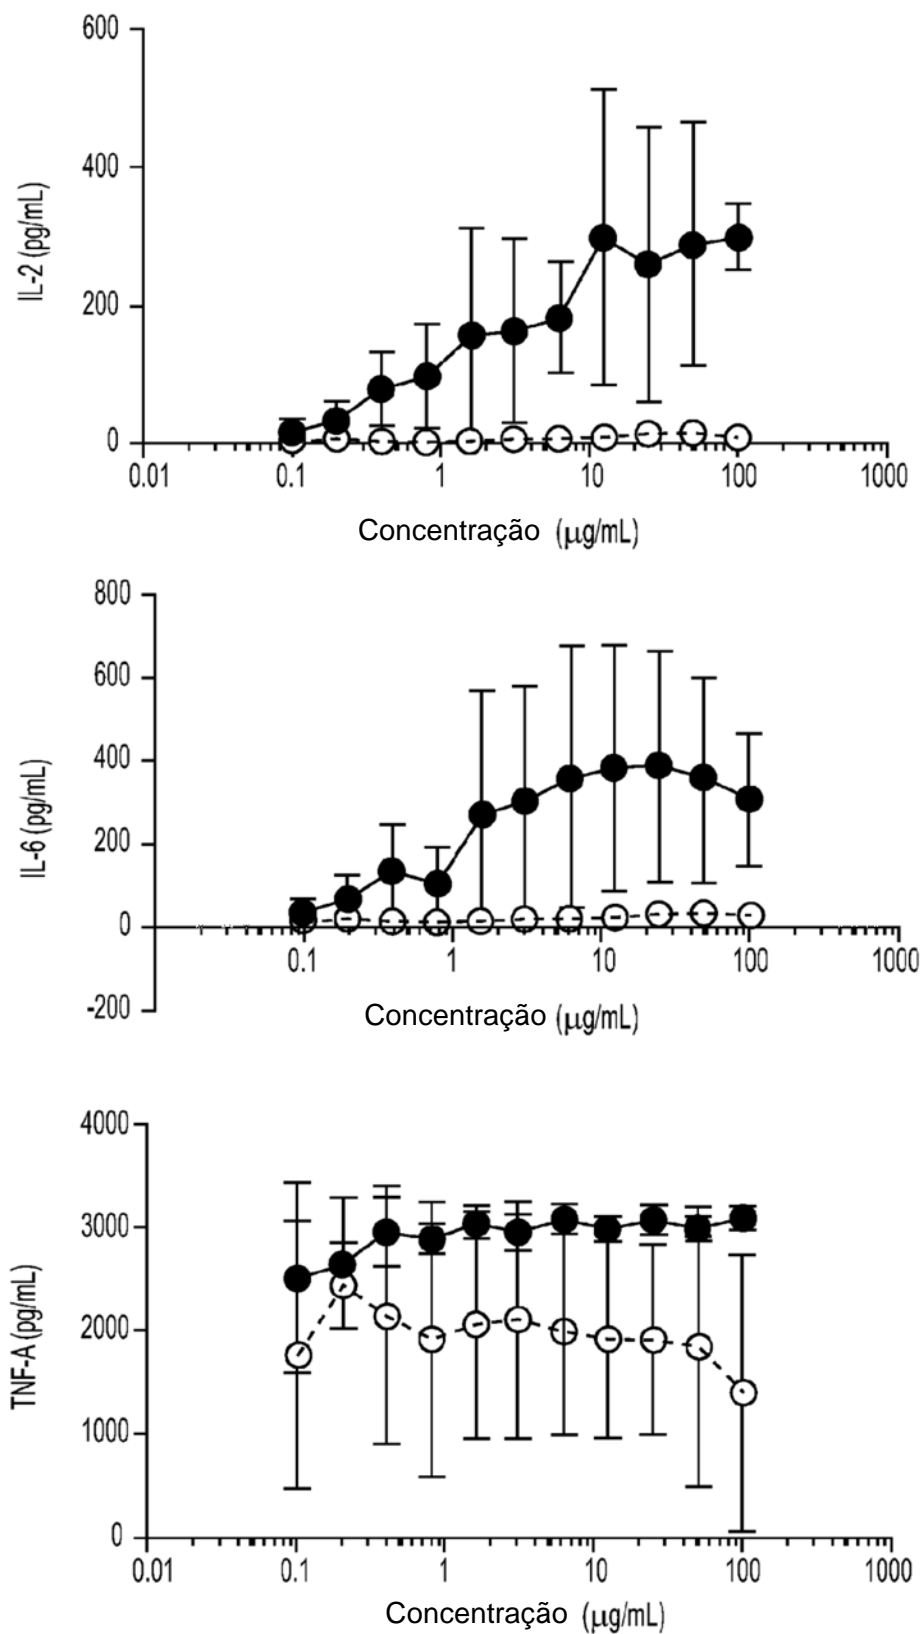 600
400
200
0
IL-2 (pg/mL)
0.01 0.1 1 10 100 1000
Concentração (μg/mL)
800
600
400
200
0
-200
IL-6 (pg/mL)
0.1 1 10 100 1000
Concentração (μg/mL)
4000
3000
2000
1000
0
TNF-A (pg/mL)
0.01 0.1 1 10 100 1000
Concentração (μg/mL)